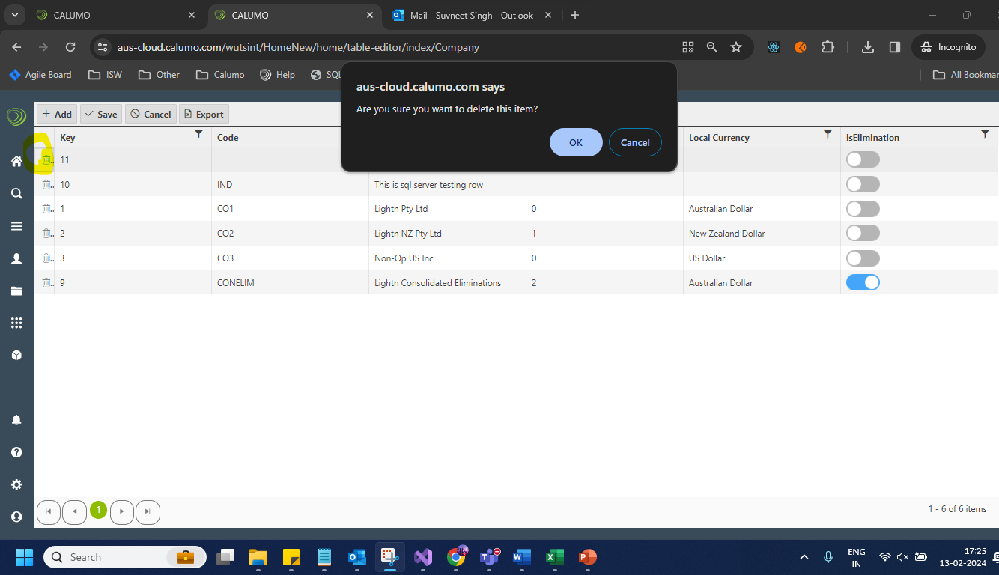 CALUMO
CALUMO
Mail - Suvneet Singh - Outlook
aus-cloud.calumo.com/wutsint/HomeNew/home/table-editor/index/Company
Incognito
Agile Board
ISW
Other
Calumo
Help
SQL
All Bookmar
aus-cloud.calumo.com says
Are you sure you want to delete this item?
OK
Cancel
+ Add
Save
Cancel
Export
Key
Code
Local Currency
isElimination
11
10 IND This is sql server testing row
1 CO1 Lightn Pty Ltd 0 Australian Dollar
2 CO2 Lightn NZ Pty Ltd 1 New Zealand Dollar
3 CO3 Non-Op US Inc 0 US Dollar
9 CONELIM Lightn Consolidated Eliminations 2 Australian Dollar
1
1 - 6 of 6 items
Search
ENG
IN
17:25
13-02-2024